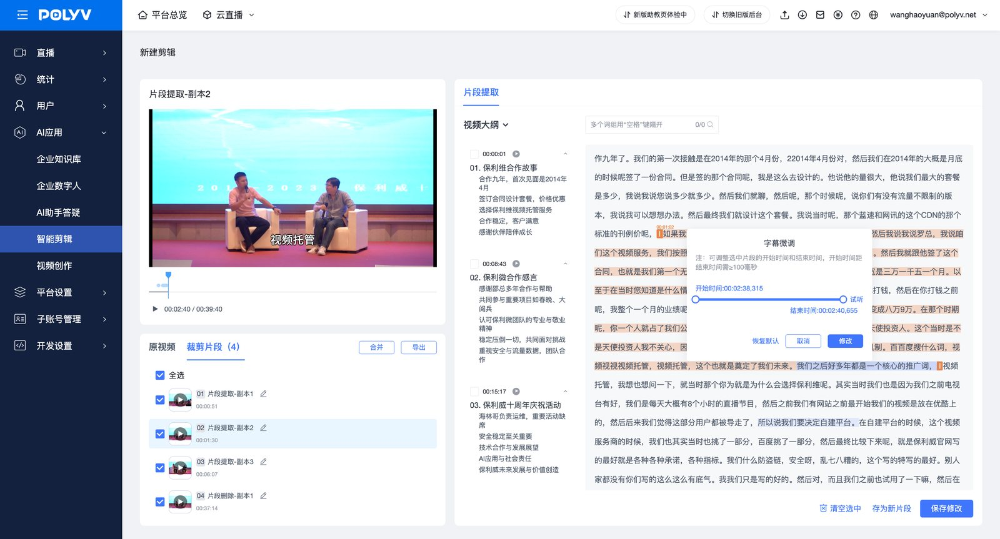 POLYV
平台总览
云直播
新版助教页体验中
切换旧版后台
wanghaoyuan@polyv.net
直播
统计
用户
AI应用
企业知识库
企业数字人
AI助手答疑
智能剪辑
视频创作
平台设置
子账号管理
开发设置
新建剪辑
片段提取-副本2
视频托管
00:02:40 / 00:39:40
原视频
裁剪片段（4）
合并
导出
全选
01 片段提取-副本1
00:00:51
02 片段提取-副本2
00:01:30
03 片段提取-副本3
00:06:07
04 片段删除-副本1
00:37:14
片段提取
视频大纲
多个词组用“空格”键隔开
0/0
00:00:01
01. 保利维合作故事
合作九年，首次见面是2014年
4月
签订合同设计套餐，价格优惠
选择保利维视频托管服务
合作稳定，客户满意
感谢伙伴陪伴成长
00:08:43
02. 保利微合作感言
感谢邵总多年合作与帮助
共同参与重要项目如春晚、大
阅兵
认可保利微团队的专业与敬业
精神
稳定压倒一切，共同面对挑战
重视安全与流量数据，团队合
作
00:15:17
03. 保利威十周年庆祝活动
海林哥负责运维，重要活动缺
席
安全稳定至关重要
技术合作与发展展望
AI应用与社会责任
保利威未来发展与价值创造
作九年了。我们的第一次接触是在2014年的那个4月份，22014年4月份对，然后我们在2014年的大概是月底
的时候呢签了一份合同。但是签的那个合同呢，我是这么去设计的。他说他的量很大，他说我们最大的套餐
是多少，我说我说您说多少就多少。然后我们就聊，然后呢，那个时候呢，说你们有没有流量不限制的版
本，我说我可以想想办法。然后最终我们就设计这个套餐。我说当时呢，那个蓝速和网讯的这个CDN的那个
00:01:02
标准的刊例价呢，如果我
然后我说我说罗总，我说咱
们这个视频服务，我们按照
。然后我就跟他签了这个
合同，也就是我们第一个无
宽是三万一千五一个月。以
至于在当时您知道是什么情
打钱，然后在你打钱之前
呢，我整个一个月的业绩呢
变成八万9万。在那个时期
呢，你一个人就占了我们公
天使投资人。这个当时是不
是天使投资人我不关心，因
机制。百百度搜什么词，视
频视视视频托管，视频托管，这个也就是奠定了我们未来。我们之后好多年都是一个核心的推广词，视频
托管，我想也想问一下，就当时那个你为就是为什么会选择保利维呢。其实当时我们也是因为我们之前电视
台有好，我们是每天大概有8个小时的直播节目，然后之前我们有网站之前最开始我们的视频是放在优酷上
的，然后后来我们觉得这部分用户都被导走了，所以说我们要决定自建平台。在自建平台的时候，这个视频
服务商的时候，我们也其实当时也挑了一部分，百度挑了一部分，然后最终比较下来呢，就是保利威官网写
的最好就是各种各种承诺，各种指标。我们什么防盗链，安全呀，乱七八糟的，这个写的特写的最好。别人
家都没有你们写的这么这么有底气。我我们只是写的好的。然后对，而且我们之前也试用了一下嘛，然后在
字幕微调
注：可调整选中片段的开始时间和结束时间，开始时间距
结束时间需≥100毫秒
开始时间:00:02:38,315
试听
结束时间:00:02:40,655
恢复默认
取消
修改
清空选中
存为新片段
保存修改